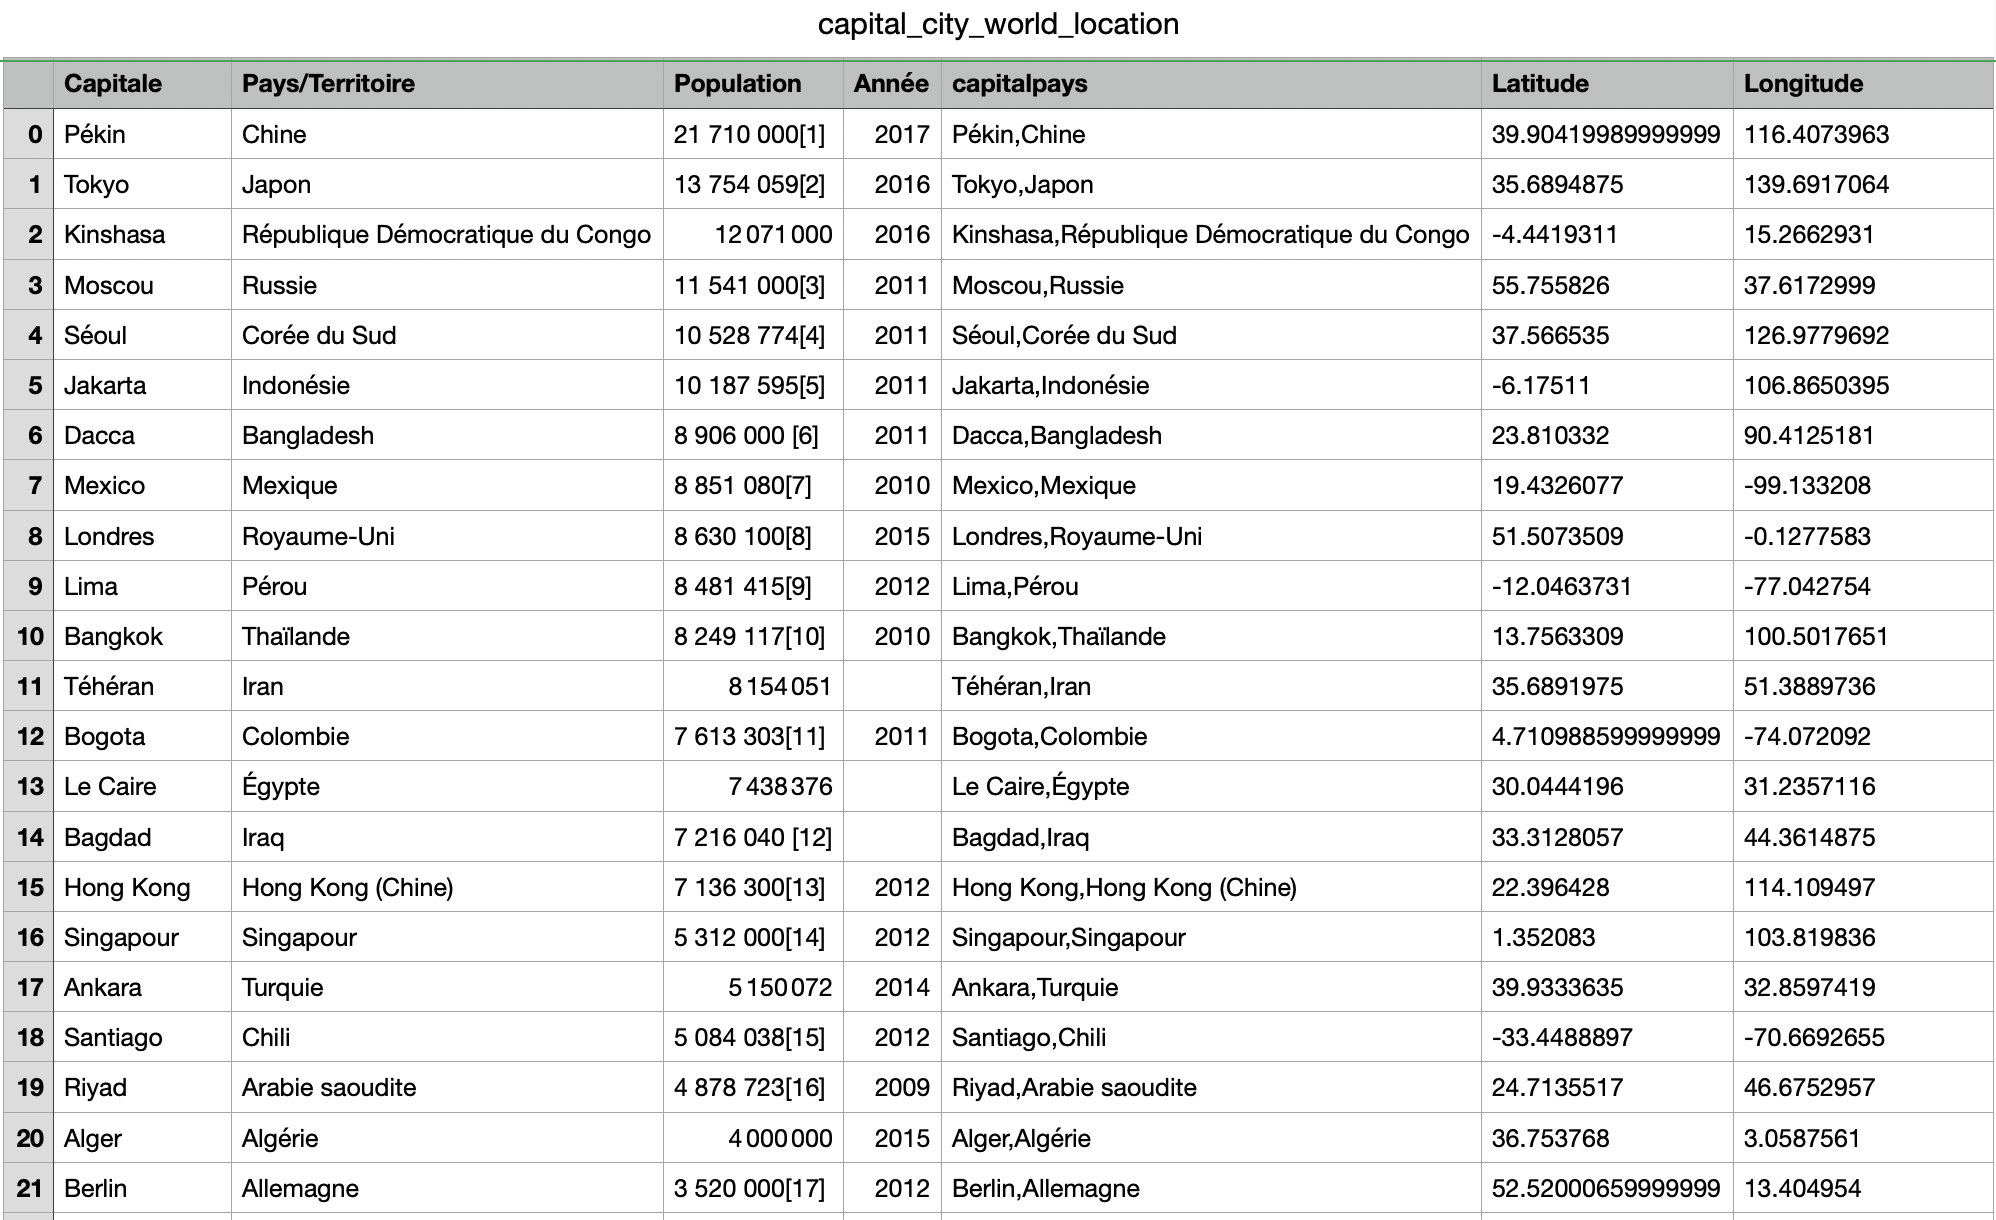 capital_city_world_location
Capitale Pays/Territoire Population Année capitalpays Latitude Longitude
0 Pékin Chine 21 710 000[1] 2017 Pékin,Chine 39.90419989999999 116.4073963
1 Tokyo Japon 13 754 059[2] 2016 Tokyo,Japon 35.6894875 139.6917064
2 Kinshasa République Démocratique du Congo 12 071 000 2016 Kinshasa,République Démocratique du Congo -4.4419311 15.2662931
3 Moscou Russie 11 541 000[3] 2011 Moscou,Russie 55.755826 37.6172999
4 Séoul Corée du Sud 10 528 774[4] 2011 Séoul,Corée du Sud 37.566535 126.9779692
5 Jakarta Indonésie 10 187 595[5] 2011 Jakarta,Indonésie -6.17511 106.8650395
6 Dacca Bangladesh 8 906 000 [6] 2011 Dacca,Bangladesh 23.810332 90.4125181
7 Mexico Mexique 8 851 080[7] 2010 Mexico,Mexique 19.4326077 -99.133208
8 Londres Royaume-Uni 8 630 100[8] 2015 Londres,Royaume-Uni 51.5073509 -0.1277583
9 Lima Pérou 8 481 415[9] 2012 Lima,Pérou -12.0463731 -77.042754
10 Bangkok Thaïlande 8 249 117[10] 2010 Bangkok,Thaïlande 13.7563309 100.5017651
11 Téhéran Iran 8 154 051 Téhéran,Iran 35.6891975 51.3889736
12 Bogota Colombie 7 613 303[11] 2011 Bogota,Colombie 4.710988599999999 -74.072092
13 Le Caire Égypte 7 438 376 Le Caire,Égypte 30.0444196 31.2357116
14 Bagdad Iraq 7 216 040 [12] Bagdad,Iraq 33.3128057 44.3614875
15 Hong Kong Hong Kong (Chine) 7 136 300[13] 2012 Hong Kong,Hong Kong (Chine) 22.396428 114.109497
16 Singapour Singapour 5 312 000[14] 2012 Singapour,Singapour 1.352083 103.819836
17 Ankara Turquie 5 150 072 2014 Ankara,Turquie 39.9333635 32.8597419
18 Santiago Chili 5 084 038[15] 2012 Santiago,Chili -33.4488897 -70.6692655
19 Riyad Arabie saoudite 4 878 723[16] 2009 Riyad,Arabie saoudite 24.7135517 46.6752957
20 Alger Algérie 4 000 000 2015 Alger,Algérie 36.753768 3.0587561
21 Berlin Allemagne 3 520 000[17] 2012 Berlin,Allemagne 52.52000659999999 13.404954